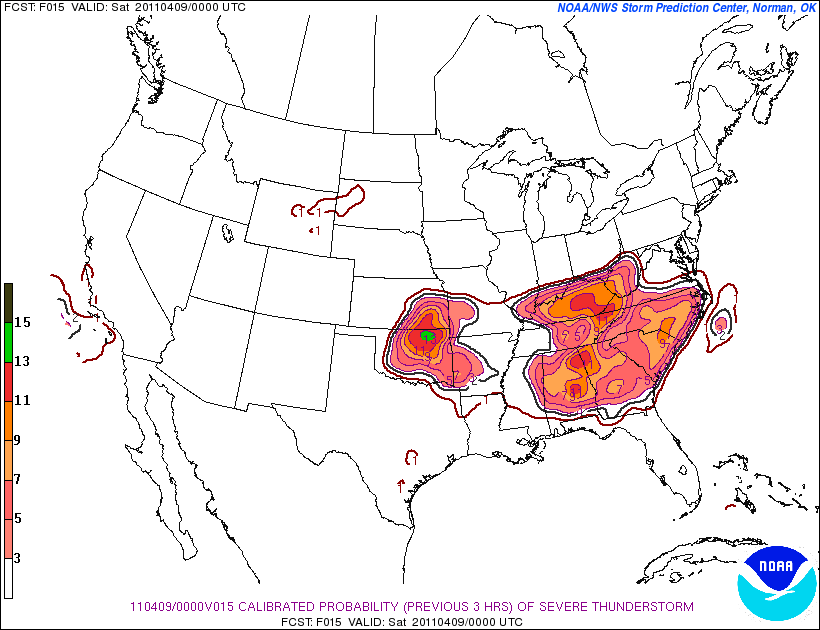 FCST: F015 VALID: Sat 20110409/0000 UTC
NOAA/NWS Storm Prediction Center, Norman, OK
15
13
11
9
7
5
3
NOAA
110409/0000V015 CALIBRATED PROBABILITY (PREVIOUS 3 HRS) OF SEVERE THUNDERSTORM
FCST: F015 VALID: Sat 20110409/0000 UTC